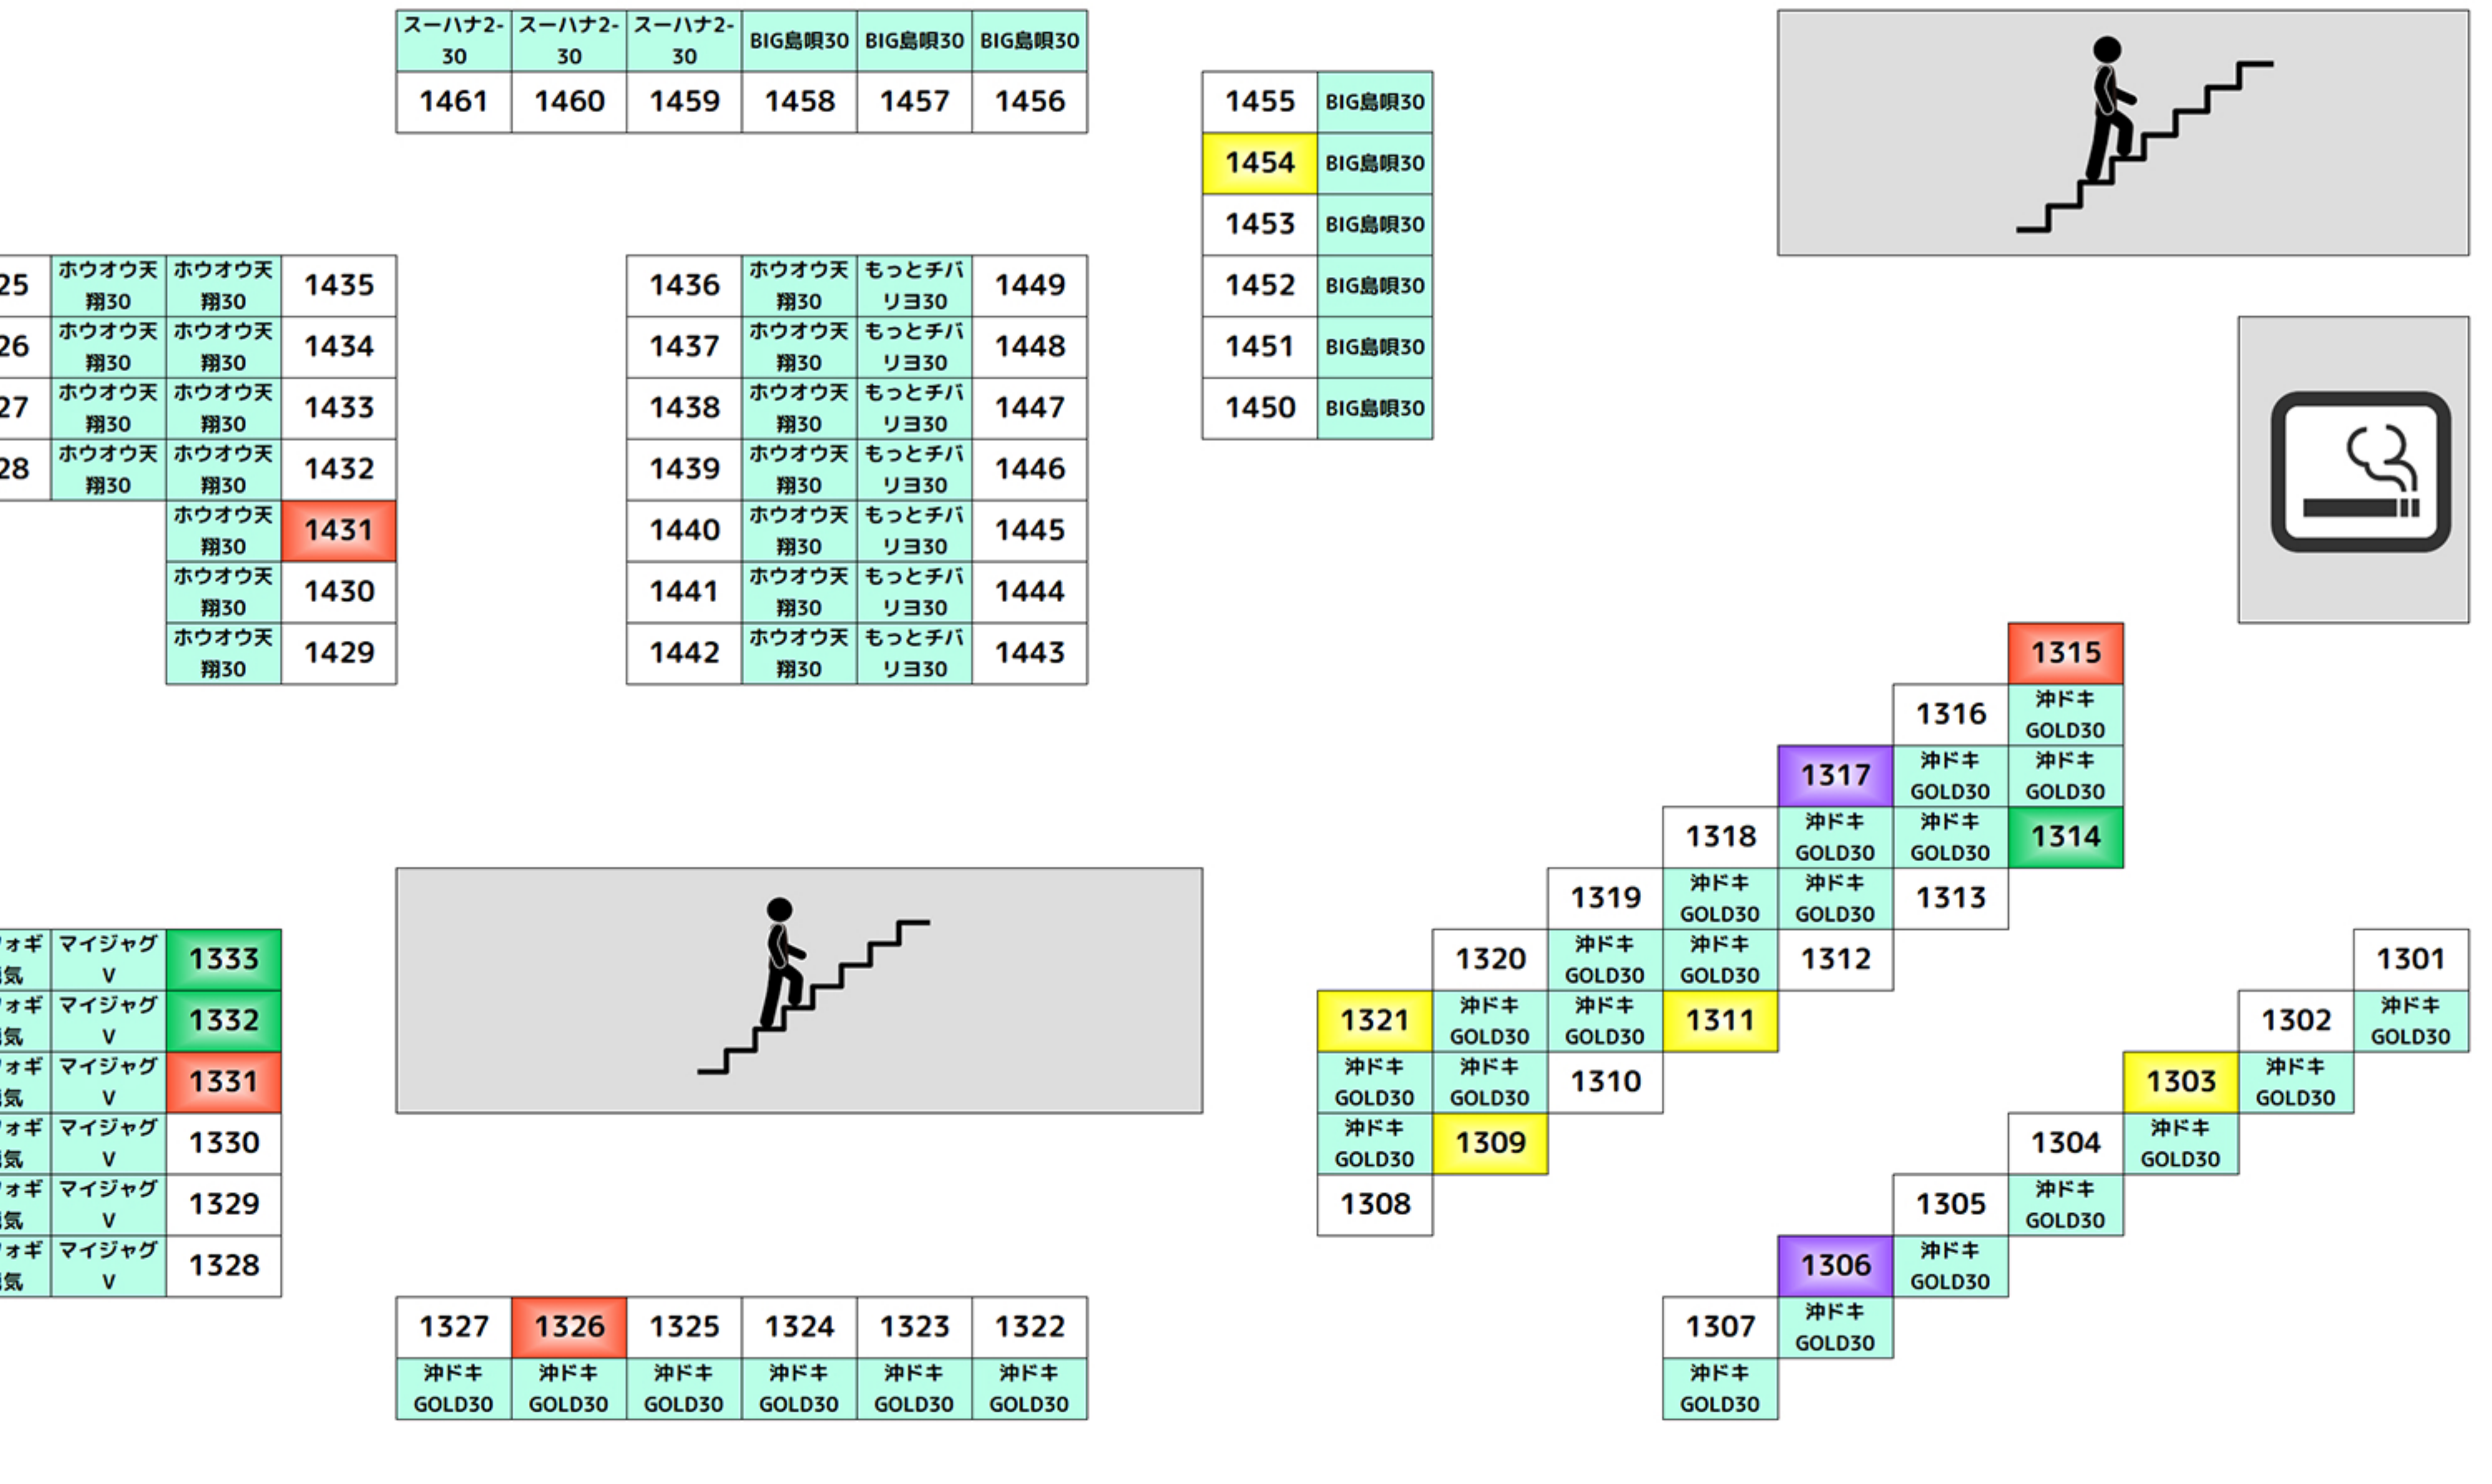 スーハナ2-30 スーハナ2-30 スーハナ2-30 BIG島唄30 BIG島唄30 BIG島唄30
1461 1460 1459 1458 1457 1456
1455 BIG島唄30
1454 BIG島唄30
1453 BIG島唄30
1452 BIG島唄30
1451 BIG島唄30
1450 BIG島唄30
25 ホウオウ天翔30 ホウオウ天翔30 1435
26 ホウオウ天翔30 ホウオウ天翔30 1434
27 ホウオウ天翔30 ホウオウ天翔30 1433
28 ホウオウ天翔30 ホウオウ天翔30 1432
ホウオウ天翔30 1431
ホウオウ天翔30 1430
ホウオウ天翔30 1429
1436 ホウオウ天翔30 もっとチバリヨ30 1449
1437 ホウオウ天翔30 もっとチバリヨ30 1448
1438 ホウオウ天翔30 もっとチバリヨ30 1447
1439 ホウオウ天翔30 もっとチバリヨ30 1446
1440 ホウオウ天翔30 もっとチバリヨ30 1445
1441 ホウオウ天翔30 もっとチバリヨ30 1444
1442 ホウオウ天翔30 もっとチバリヨ30 1443
1315
1316 沖ドキGOLD30
1317 沖ドキGOLD30 沖ドキGOLD30
1318 沖ドキGOLD30 沖ドキGOLD30 1314
1319 沖ドキGOLD30 沖ドキGOLD30 1313
1320 沖ドキGOLD30 沖ドキGOLD30 1312
1321 沖ドキGOLD30 沖ドキGOLD30 1311
沖ドキGOLD30 沖ドキGOLD30 1310
沖ドキGOLD30 1309
1308
1301
1302 沖ドキGOLD30
1303 沖ドキGOLD30
1304 沖ドキGOLD30
1305 沖ドキGOLD30
1306 沖ドキGOLD30
1307 沖ドキGOLD30
沖ドキGOLD30
ォギ気 マイジャグV 1333
ォギ気 マイジャグV 1332
ォギ気 マイジャグV 1331
ォギ気 マイジャグV 1330
ォギ気 マイジャグV 1329
ォギ気 マイジャグV 1328
1327 1326 1325 1324 1323 1322
沖ドキGOLD30 沖ドキGOLD30 沖ドキGOLD30 沖ドキGOLD30 沖ドキGOLD30 沖ドキGOLD30